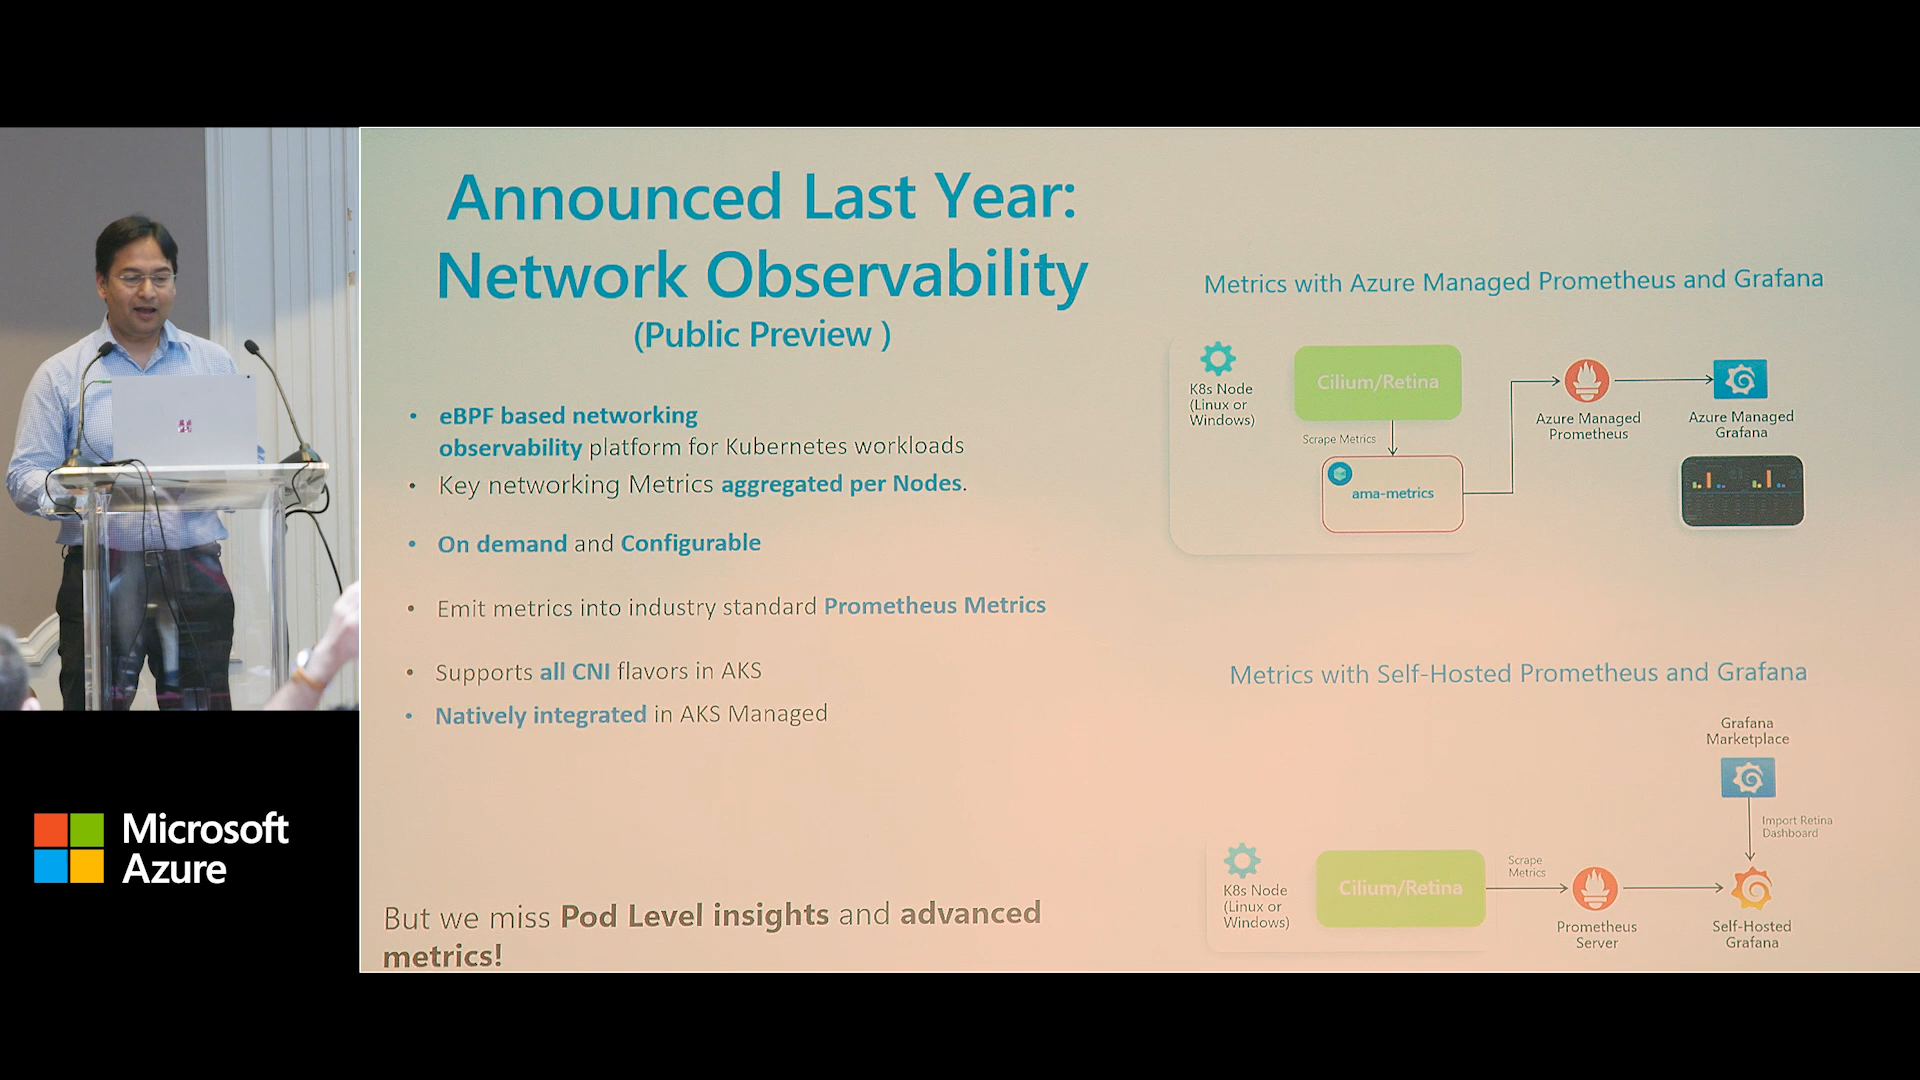 Announced Last Year:
Network Observability
(Public Preview )
• eBPF based networking
observability platform for Kubernetes workloads
• Key networking Metrics aggregated per Nodes.
• On demand and Configurable
• Emit metrics into industry standard Prometheus Metrics
• Supports all CNI flavors in AKS
• Natively integrated in AKS Managed
But we miss Pod Level insights and advanced
metrics!
Metrics with Azure Managed Prometheus and Grafana
K8s Node
(Linux or
Windows)
Cilium/Retina
Scrape Metrics
ama-metrics
Azure Managed
Prometheus
Azure Managed
Grafana
Metrics with Self-Hosted Prometheus and Grafana
Grafana
Marketplace
Import Retina
Dashboard
K8s Node
(Linux or
Windows)
Cilium/Retina
Scrape
Metrics
Prometheus
Server
Self-Hosted
Grafana
Microsoft
Azure